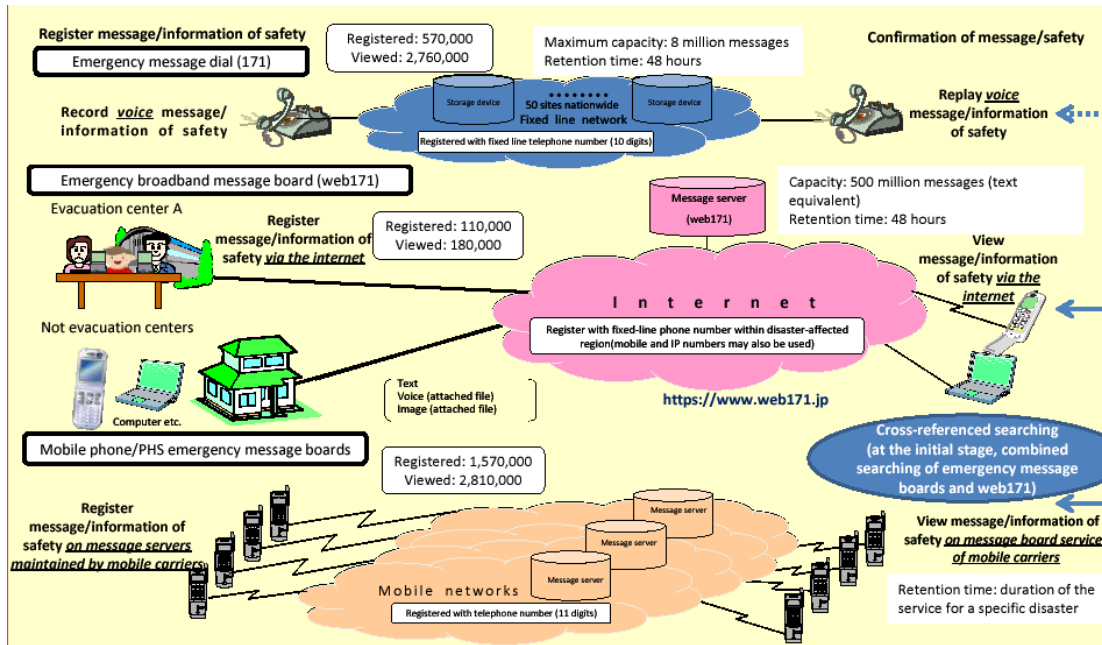 Register message/information of safety
Emergency message dial (171)
Registered: 570,000
Viewed: 2,760,000
Maximum capacity: 8 million messages
Retention time: 48 hours
Confirmation of message/safety
Record voice message/
information of safety
Storage device
50 sites nationwide
Fixed line network
Storage device
Registered with fixed line telephone number (10 digits)
Replay voice
message/information
of safety
Emergency broadband message board (web171)
Evacuation center A
Register
message/information of
safety via the internet
Registered: 110,000
Viewed: 180,000
Message server
(web171)
Capacity: 500 million messages (text
equivalent)
Retention time: 48 hours
View
message/information
of safety via the
internet
Internet
Register with fixed-line phone number within disaster-affected
region(mobile and IP numbers may also be used)
Not evacuation centers
Computer etc.
Text
Voice (attached file)
Image (attached file)
https://www.web171.jp
Mobile phone/PHS emergency message boards
Registered: 1,570,000
Viewed: 2,810,000
Cross-referenced searching
(at the initial stage, combined
searching of emergency message
boards and web171)
Register
message/information of
safety on message servers
maintained by mobile carriers
Message server
Message server
Message server
Mobile networks
Registered with telephone number (11 digits)
View message/information of
safety on message board service
of mobile carriers
Retention time: duration of the
service for a specific disaster